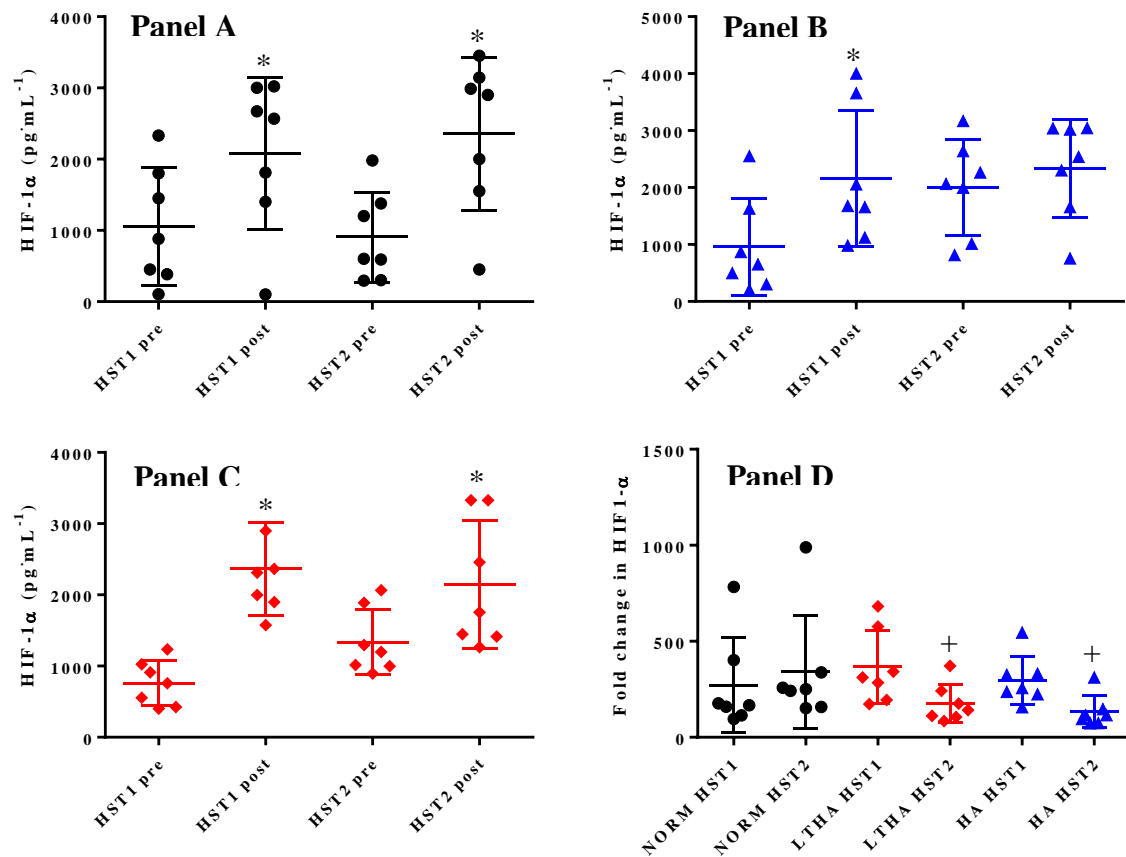 Panel A
HIF-1α (pg·mL⁻¹)
4000
3000
2000
1000
0
*
*
HST1 pre
HST1 post
HST2 pre
HST2 post
Panel B
HIF-1α (pg·mL⁻¹)
5000
4000
3000
2000
1000
0
*
HST1 pre
HST1 post
HST2 pre
HST2 post
Panel C
HIF-1α (pg·mL⁻¹)
4000
3000
2000
1000
0
*
*
HST1 pre
HST1 post
HST2 pre
HST2 post
Panel D
Fold change in HIF1-α
1500
1000
500
0
+
+
NORM HST1
NORM HST2
LTHA HST1
LTHA HST2
HA HST1
HA HST2